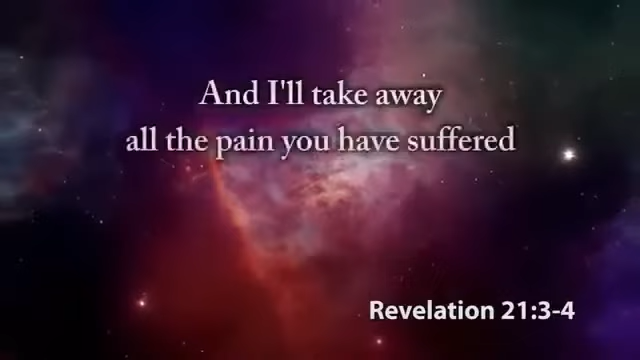 And I'll take away
all the pain you have suffered
Revelation 21:3-4